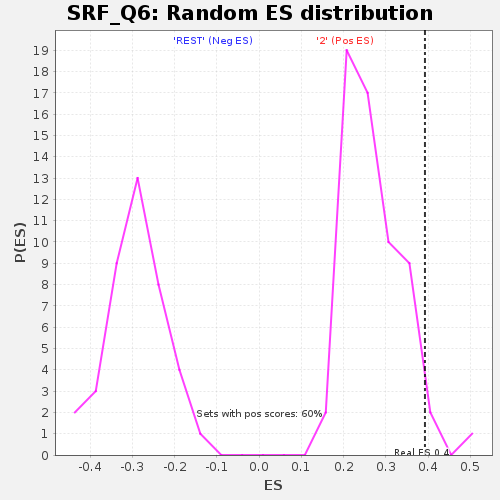 SRF_Q6: Random ES distribution
'REST' (Neg ES)
'2' (Pos ES)
19
18
17
16
15
14
13
12
11
10
9
8
7
6
5
4
3
2
1
0
P(ES)
Sets with pos scores: 60%
Real ES 0.4
-0.4 -0.3 -0.2 -0.1 0.0 0.1 0.2 0.3 0.4 0.5
ES